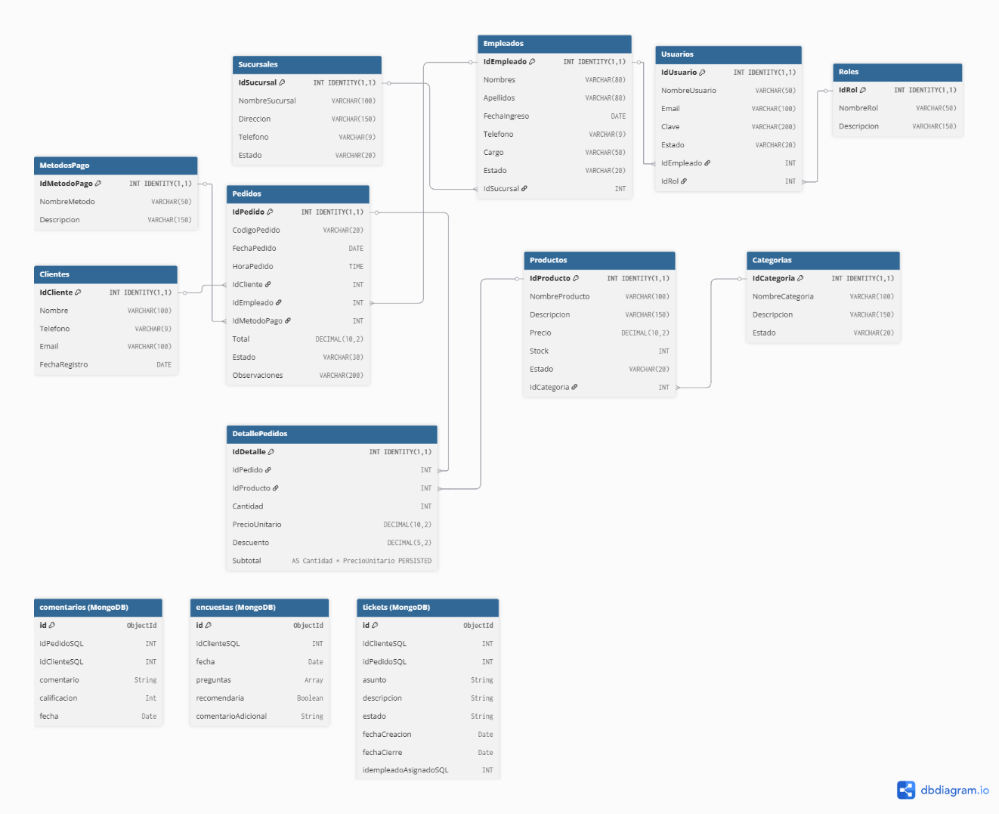 Sucursales
IdSucursal INT IDENTITY(1,1)
NombreSucursal VARCHAR(100)
Direccion VARCHAR(150)
Telefono VARCHAR(9)
Estado VARCHAR(20)
Empleados
IdEmpleado INT IDENTITY(1,1)
Nombres VARCHAR(80)
Apellidos VARCHAR(80)
FechaIngreso DATE
Telefono VARCHAR(9)
Cargo VARCHAR(50)
Estado VARCHAR(20)
IdSucursal INT
Usuarios
IdUsuario INT IDENTITY(1,1)
NombreUsuario VARCHAR(50)
Email VARCHAR(100)
Clave VARCHAR(200)
Estado VARCHAR(20)
IdEmpleado INT
IdRol INT
Roles
IdRol INT IDENTITY(1,1)
NombreRol VARCHAR(50)
Descripcion VARCHAR(150)
MetodosPago
IdMetodoPago INT IDENTITY(1,1)
NombreMetodo VARCHAR(50)
Descripcion VARCHAR(150)
Clientes
IdCliente INT IDENTITY(1,1)
Nombre VARCHAR(100)
Telefono VARCHAR(9)
Email VARCHAR(100)
FechaRegistro DATE
Pedidos
IdPedido INT IDENTITY(1,1)
CodigoPedido VARCHAR(20)
FechaPedido DATE
HoraPedido TIME
IdCliente INT
IdEmpleado INT
IdMetodoPago INT
Total DECIMAL(10,2)
Estado VARCHAR(30)
Observaciones VARCHAR(200)
Productos
IdProducto INT IDENTITY(1,1)
NombreProducto VARCHAR(100)
Descripcion VARCHAR(150)
Precio DECIMAL(10,2)
Stock INT
Estado VARCHAR(20)
IdCategoria INT
Categorias
IdCategoria INT IDENTITY(1,1)
NombreCategoria VARCHAR(100)
Descripcion VARCHAR(150)
Estado VARCHAR(20)
DetallePedidos
IdDetalle INT IDENTITY(1,1)
IdPedido INT
IdProducto INT
Cantidad INT
PrecioUnitario DECIMAL(10,2)
Descuento DECIMAL(5,2)
Subtotal AS Cantidad * PrecioUnitario PERSISTED
comentarios (MongoDB)
id ObjectId
idPedidoSQL INT
idClienteSQL INT
comentario String
calificacion Int
fecha Date
encuestas (MongoDB)
id ObjectId
idClienteSQL INT
fecha Date
preguntas Array
recomendaria Boolean
comentarioAdicional String
tickets (MongoDB)
id ObjectId
idClienteSQL INT
idPedidoSQL INT
asunto String
descripcion String
estado String
fechaCreacion Date
fechaCierre Date
idempleadoAsignadoSQL INT
dbdiagram.io